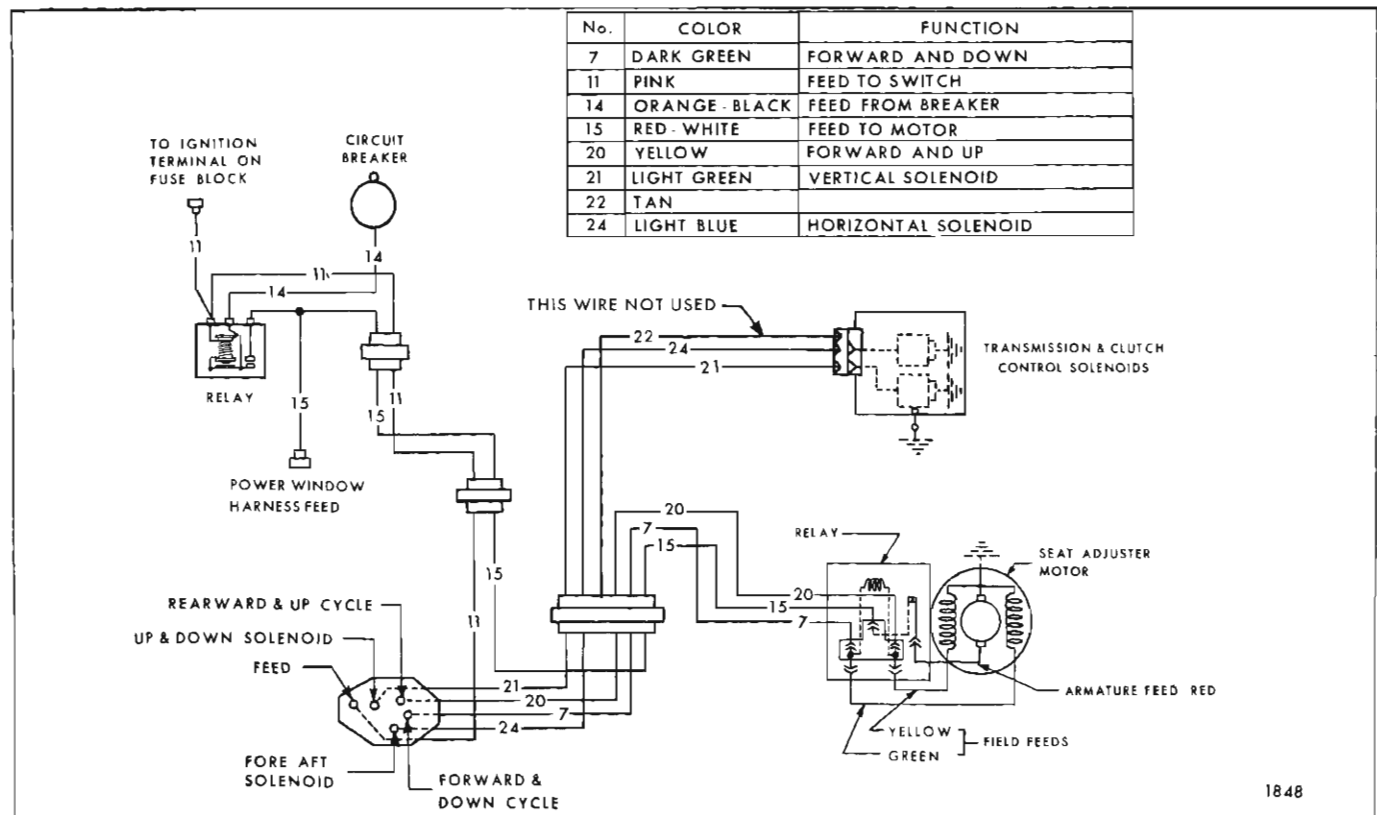 No. COLOR FUNCTION
7 DARK GREEN FORWARD AND DOWN
11 PINK FEED TO SWITCH
14 ORANGE - BLACK FEED FROM BREAKER
15 RED - WHITE FEED TO MOTOR
20 YELLOW FORWARD AND UP
21 LIGHT GREEN VERTICAL SOLENOID
22 TAN
24 LIGHT BLUE HORIZONTAL SOLENOID
TO IGNITION
TERMINAL ON
FUSE BLOCK
CIRCUIT
BREAKER
11
14
11
14
RELAY
15
15
11
POWER WINDOW
HARNESS FEED
THIS WIRE NOT USED
22
24
21
TRANSMISSION & CLUTCH
CONTROL SOLENOIDS
20
7
15
15
11
RELAY
SEAT ADJUSTER
MOTOR
20
15
7
REARWARD & UP CYCLE
UP & DOWN SOLENOID
FEED
21
20
7
24
ARMATURE FEED RED
YELLOW
GREEN
FIELD FEEDS
FORE AFT
SOLENOID
FORWARD &
DOWN CYCLE
1848